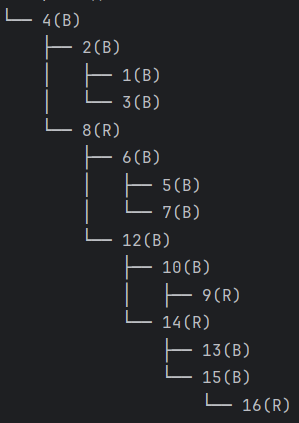 └── 4(B)
    ├── 2(B)
    │   ├── 1(B)
    │   └── 3(B)
    └── 8(R)
        ├── 6(B)
        │   ├── 5(B)
        │   └── 7(B)
        └── 12(B)
            ├── 10(B)
            │   ├── 9(R)
            └── 14(R)
                ├── 13(B)
                └── 15(B)
                    └── 16(R)